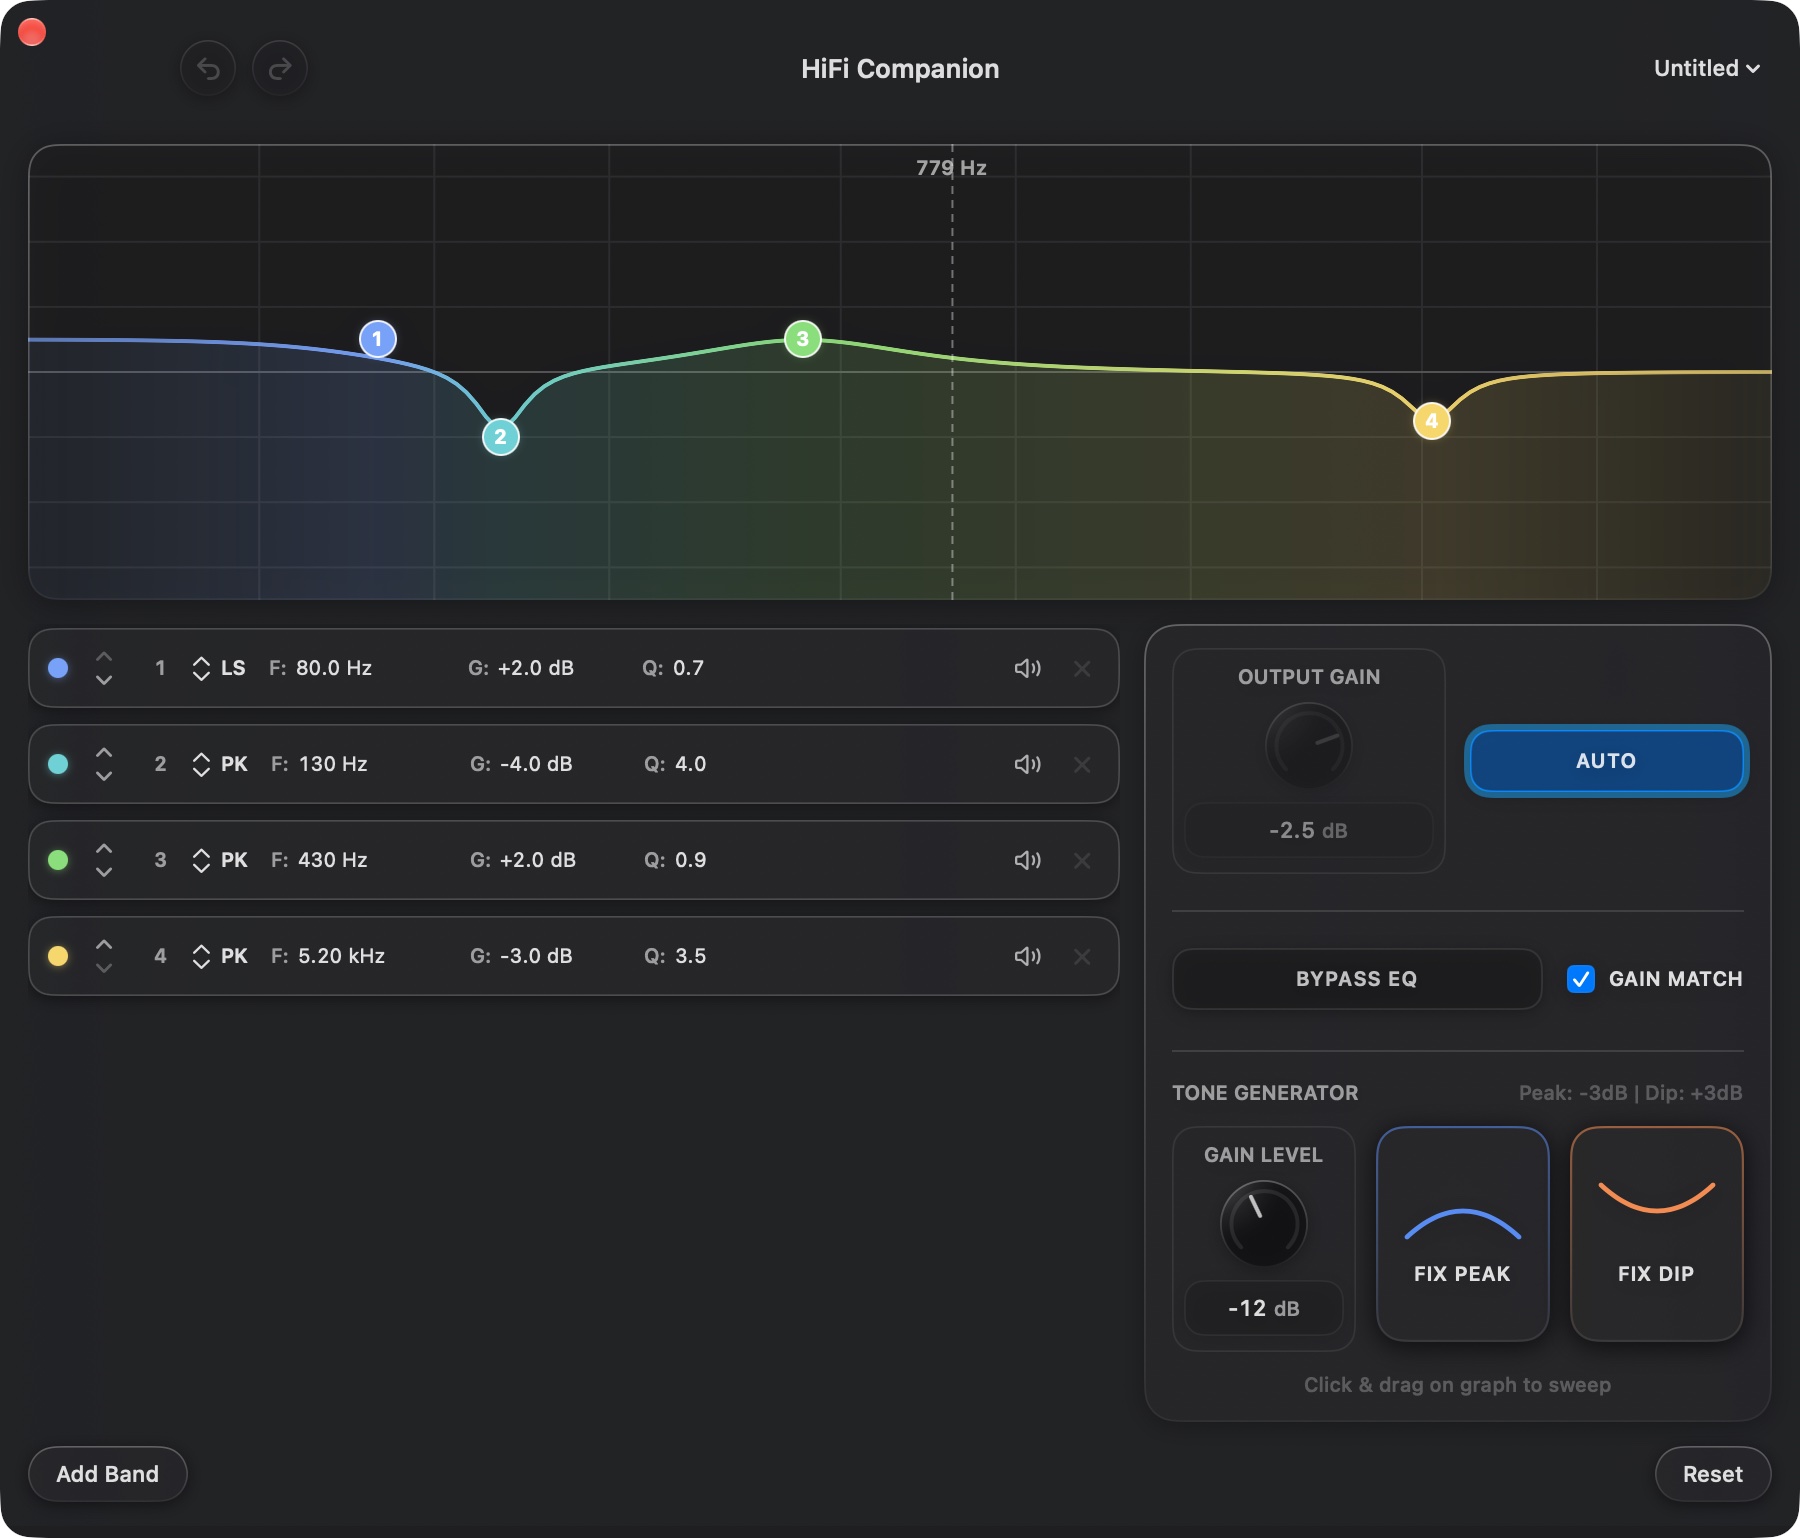 HiFi Companion
Untitled
779 Hz
1
2
3
4
1 LS F: 80.0 Hz G: +2.0 dB Q: 0.7
2 PK F: 130 Hz G: -4.0 dB Q: 4.0
3 PK F: 430 Hz G: +2.0 dB Q: 0.9
4 PK F: 5.20 kHz G: -3.0 dB Q: 3.5
OUTPUT GAIN
-2.5 dB
AUTO
BYPASS EQ
GAIN MATCH
TONE GENERATOR
Peak: -3dB | Dip: +3dB
GAIN LEVEL
-12 dB
FIX PEAK
FIX DIP
Click & drag on graph to sweep
Add Band
Reset